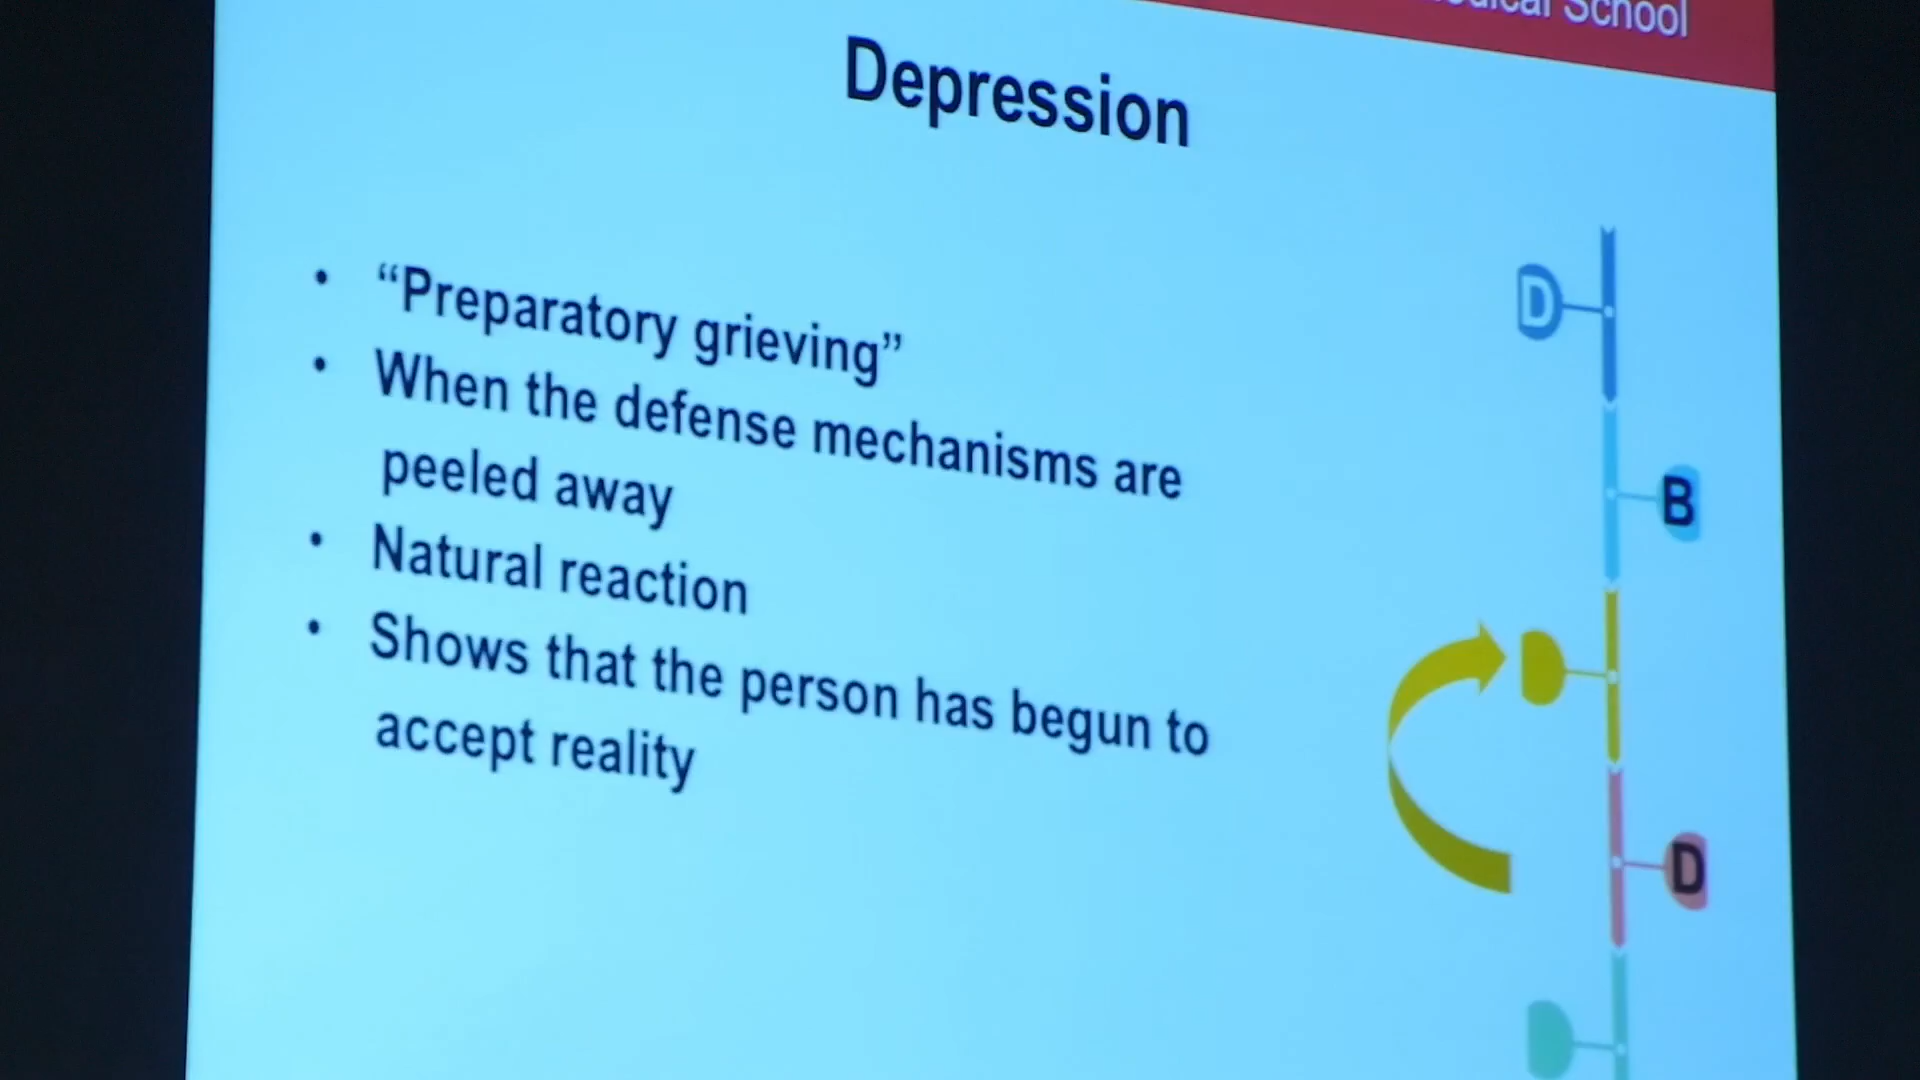 School
Depression
• “Preparatory grieving”
• When the defense mechanisms are
peeled away
• Natural reaction
• Shows that the person has begun to
accept reality
D
B
D